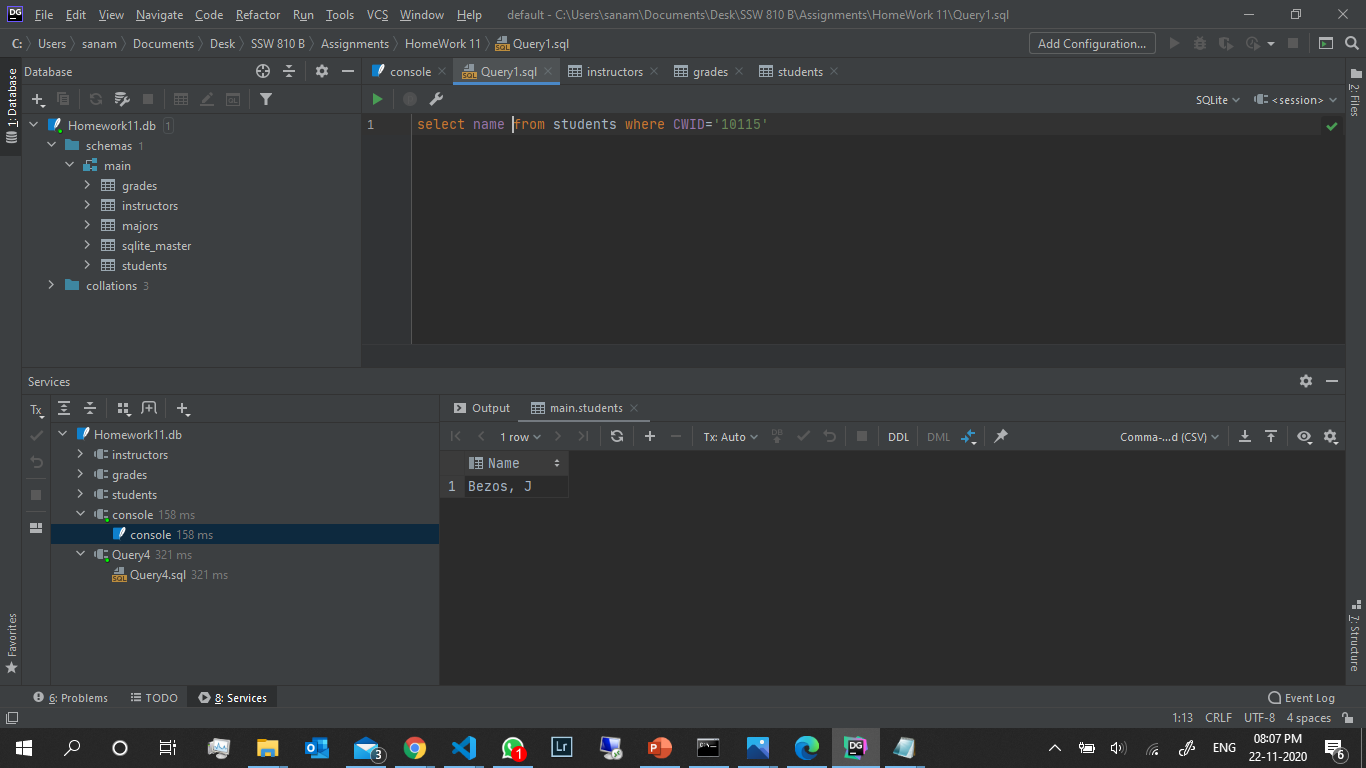 DG File Edit View Navigate Code Refactor Run Tools VCS Window Help default - C:\Users\sanam\Documents\Desk\SSW 810 B\Assignments\HomeWork 11\Query1.sql
C: Users sanam Documents Desk SSW 810 B Assignments HomeWork 11 Query1.sql Add Configuration...
1: Database
Database
console Query1.sql instructors grades students
2: Files
SQLite <session>
Homework11.db 1
schemas 1
main
grades
instructors
majors
sqlite_master
students
collations 3
1 select name from students where CWID='10115'
Services
Tx
Homework11.db
instructors
grades
students
console 158 ms
console 158 ms
Query4 321 ms
Query4.sql 321 ms
Output main.students
1 row Tx: Auto DB DDL DML Comma-...d (CSV)
Name
1 Bezos, J
Favorites
7: Structure
6: Problems TODO 8: Services Event Log
1:13 CRLF UTF-8 4 spaces
3 1 Lr DG ENG 08:07 PM
22-11-2020 6